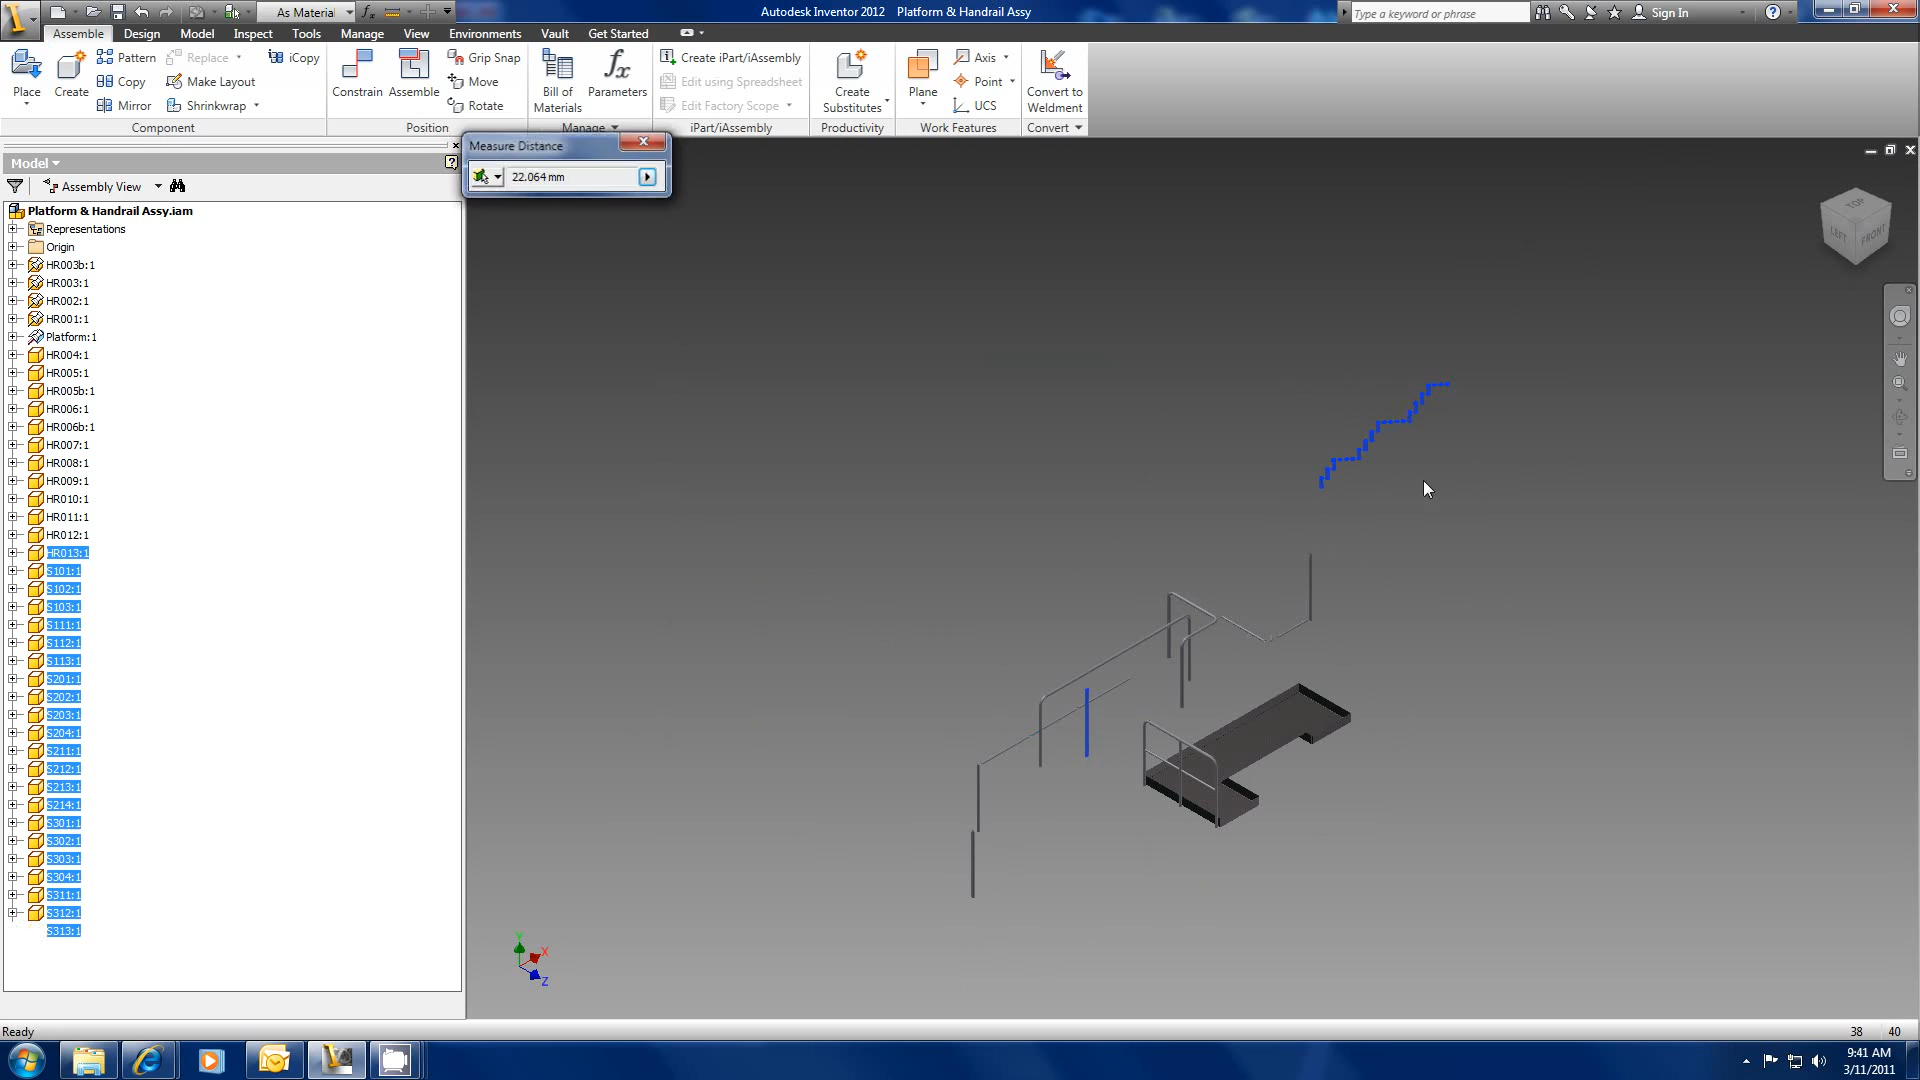 As Material
Autodesk Inventor 2012 Platform & Handrail Assy
Type a keyword or phrase
Sign In
Assemble Design Model Inspect Tools Manage View Environments Vault Get Started
Place
Create
Pattern
Copy
Mirror
Replace
Make Layout
Shrinkwrap
iCopy
Component
Constrain
Assemble
Grip Snap
Move
Rotate
Position
Bill of Materials
Parameters
Manage
Create iPart/iAssembly
Edit using Spreadsheet
Edit Factory Scope
iPart/iAssembly
Create Substitutes
Productivity
Plane
Axis
Point
UCS
Work Features
Convert to Weldment
Convert
Measure Distance
22.064 mm
Model
Assembly View
Platform & Handrail Assy.iam
Representations
Origin
HR003b:1
HR003:1
HR002:1
HR001:1
Platform:1
HR004:1
HR005:1
HR005b:1
HR006:1
HR006b:1
HR007:1
HR008:1
HR009:1
HR010:1
HR011:1
HR012:1
HR013:1
S101:1
S102:1
S103:1
S111:1
S112:1
S113:1
S201:1
S202:1
S203:1
S204:1
S211:1
S212:1
S213:1
S214:1
S301:1
S302:1
S303:1
S304:1
S311:1
S312:1
S313:1
TOP
LEFT
FRONT
Y
X
Z
Ready
38 40
9:41 AM
3/11/2011